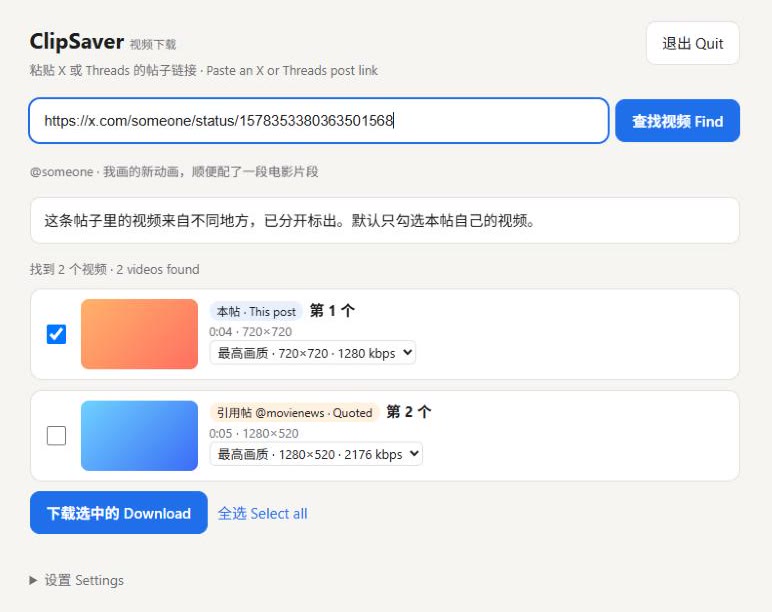 ClipSaver 视频下载
退出 Quit
粘贴 X 或 Threads 的帖子链接 · Paste an X or Threads post link
https://x.com/someone/status/1578353380363501568
查找视频 Find
@someone · 我画的新动画，顺便配了一段电影片段
这条帖子里的视频来自不同地方，已分开标出。默认只勾选本帖自己的视频。
找到 2 个视频 · 2 videos found
本帖 · This post 第 1 个
0:04 · 720×720
最高画质 · 720×720 · 1280 kbps
引用帖 @movienews · Quoted 第 2 个
0:05 · 1280×520
最高画质 · 1280×520 · 2176 kbps
下载选中的 Download
全选 Select all
设置 Settings